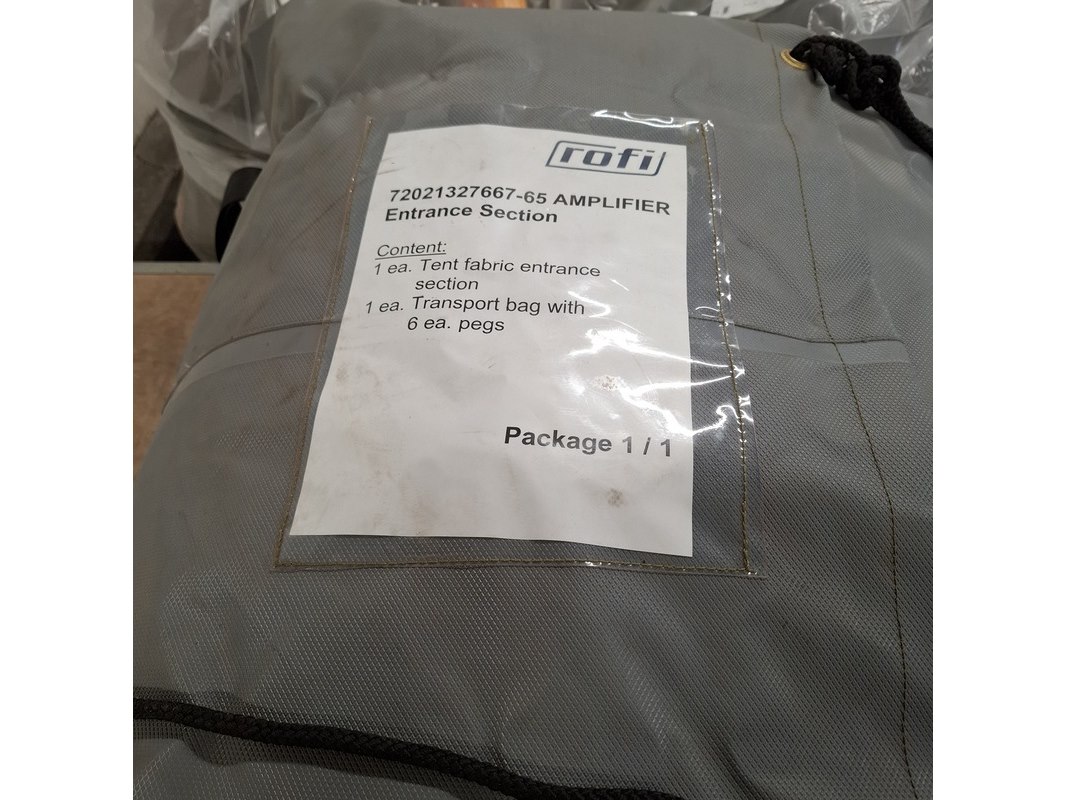 rofi
72021327667-65 AMPLIFIER
Entrance Section
Content:
1 ea. Tent fabric entrance
section
1 ea. Transport bag with
6 ea. pegs
Package 1 / 1